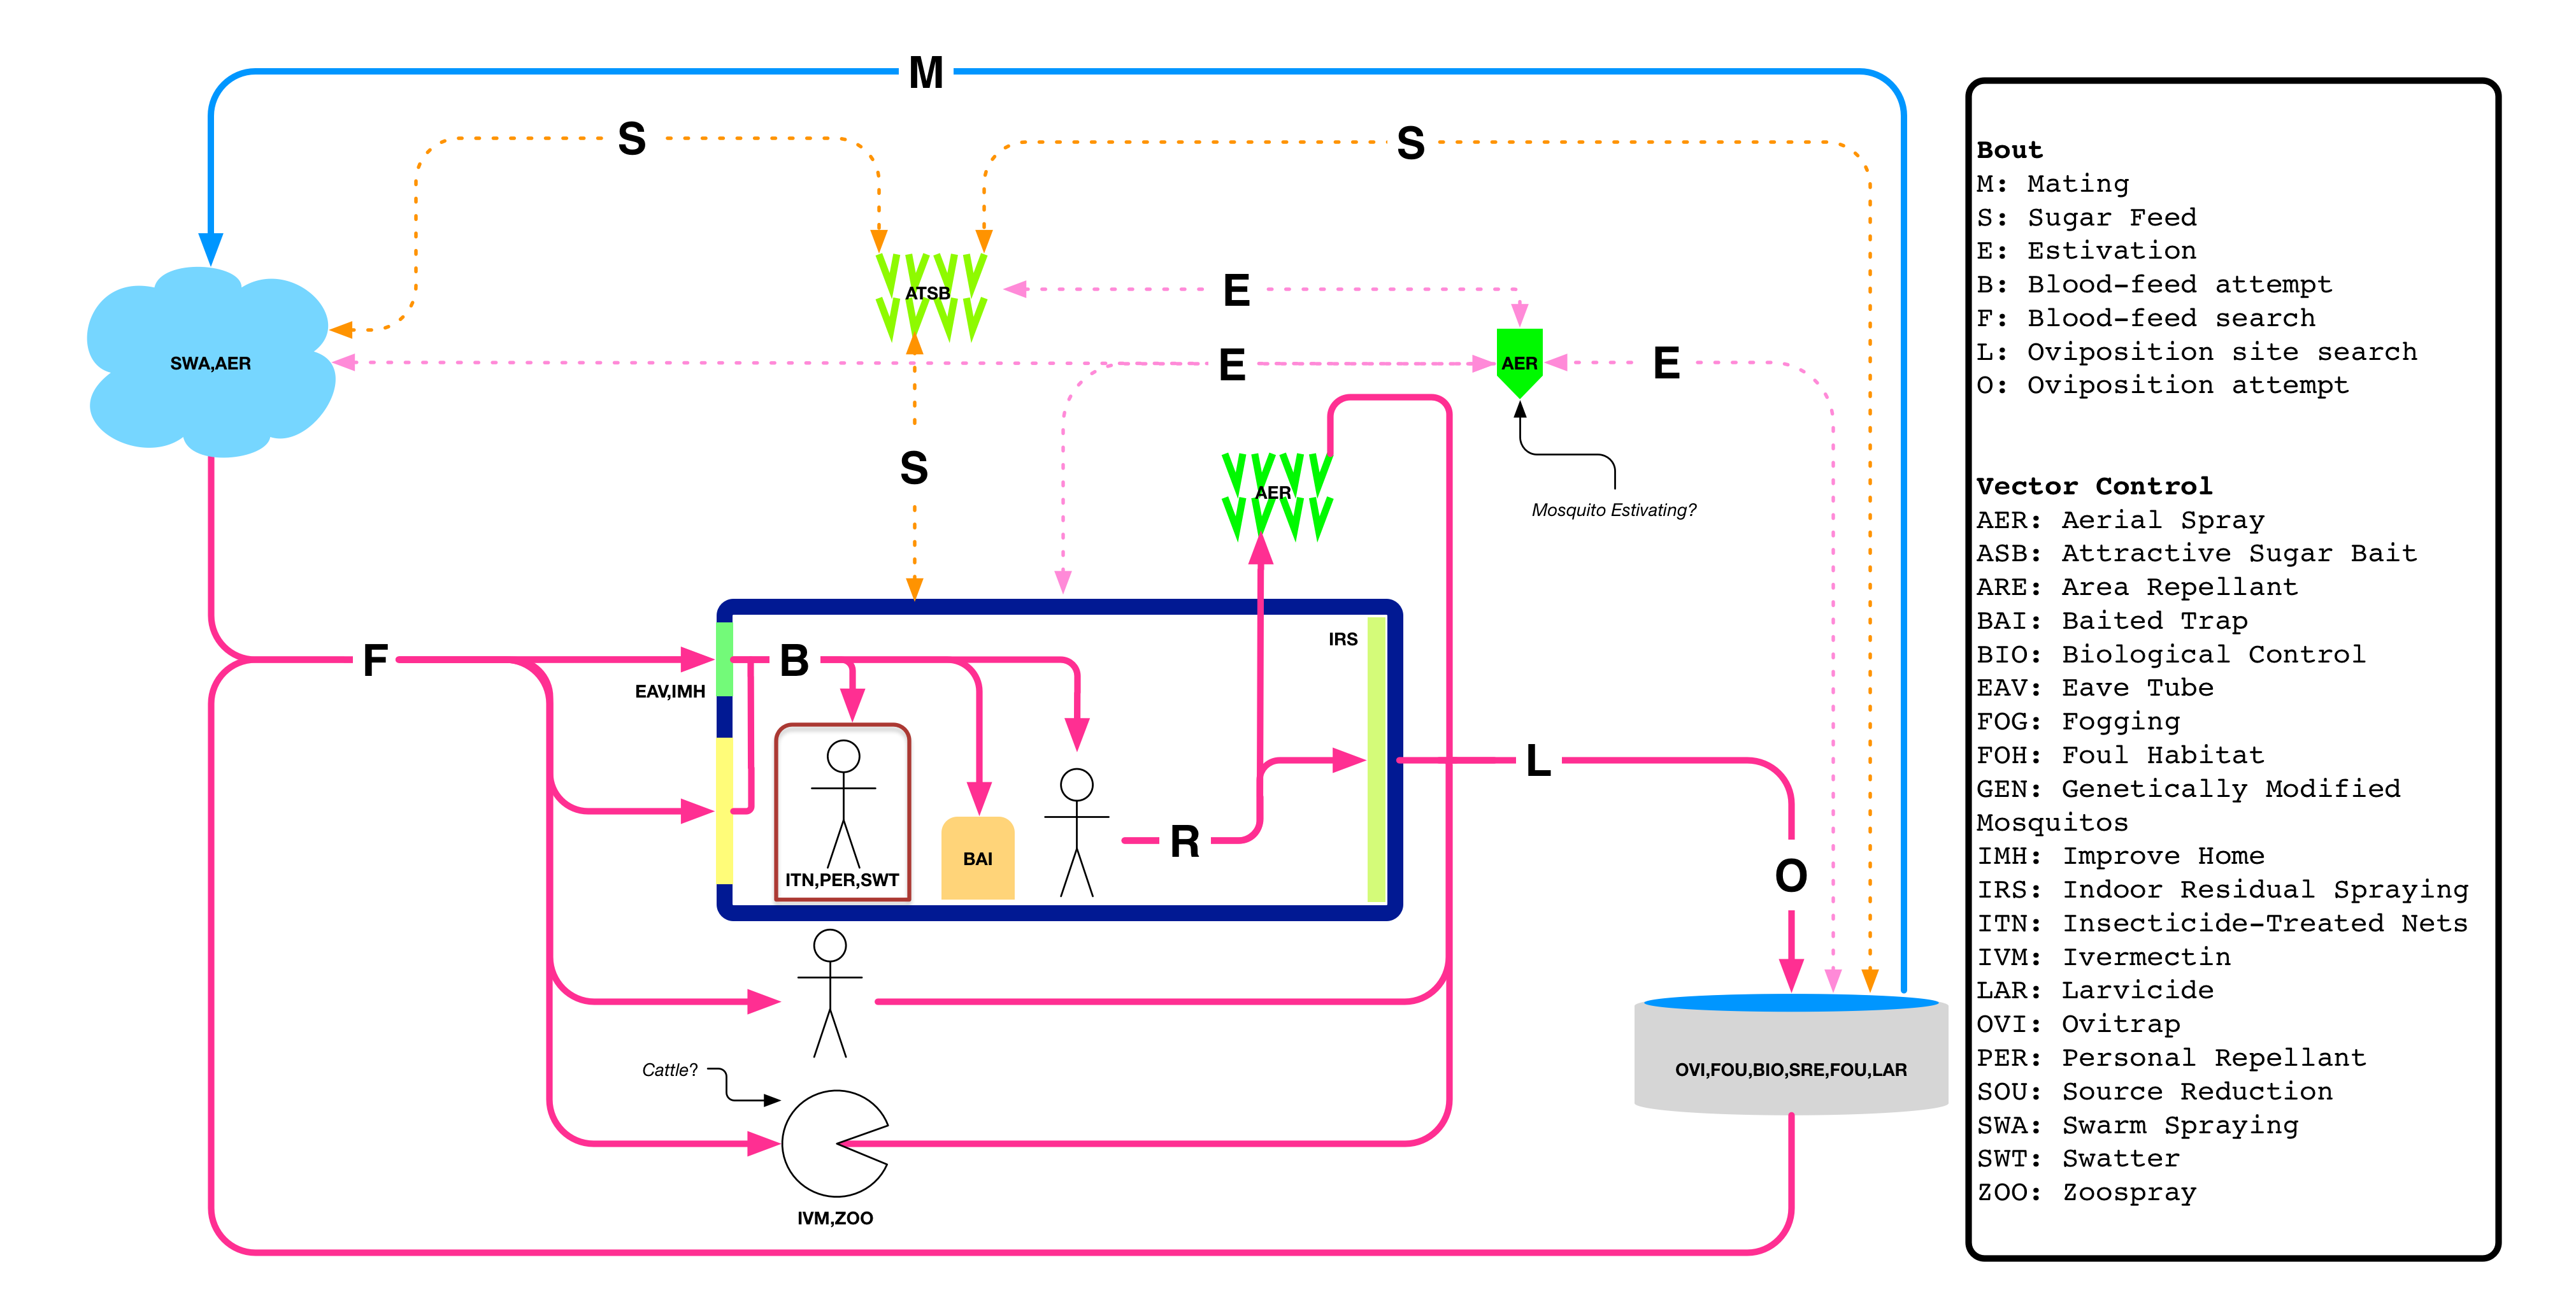 M
S
S
ATSB
E
SWA,AER
E
AER
E
S
AER
Mosquito Estivating?
F
B
IRS
EAV,IMH
L
R
BAI
O
ITN,PER,SWT
Cattle?
OVI,FOU,BIO,SRE,FOU,LAR
IVM,ZOO
Bout
M: Mating
S: Sugar Feed
E: Estivation
B: Blood-feed attempt
F: Blood-feed search
L: Oviposition site search
O: Oviposition attempt
Vector Control
AER: Aerial Spray
ASB: Attractive Sugar Bait
ARE: Area Repellant
BAI: Baited Trap
BIO: Biological Control
EAV: Eave Tube
FOG: Fogging
FOH: Foul Habitat
GEN: Genetically Modified
Mosquitos
IMH: Improve Home
IRS: Indoor Residual Spraying
ITN: Insecticide-Treated Nets
IVM: Ivermectin
LAR: Larvicide
OVI: Ovitrap
PER: Personal Repellant
SOU: Source Reduction
SWA: Swarm Spraying
SWT: Swatter
ZOO: Zoospray